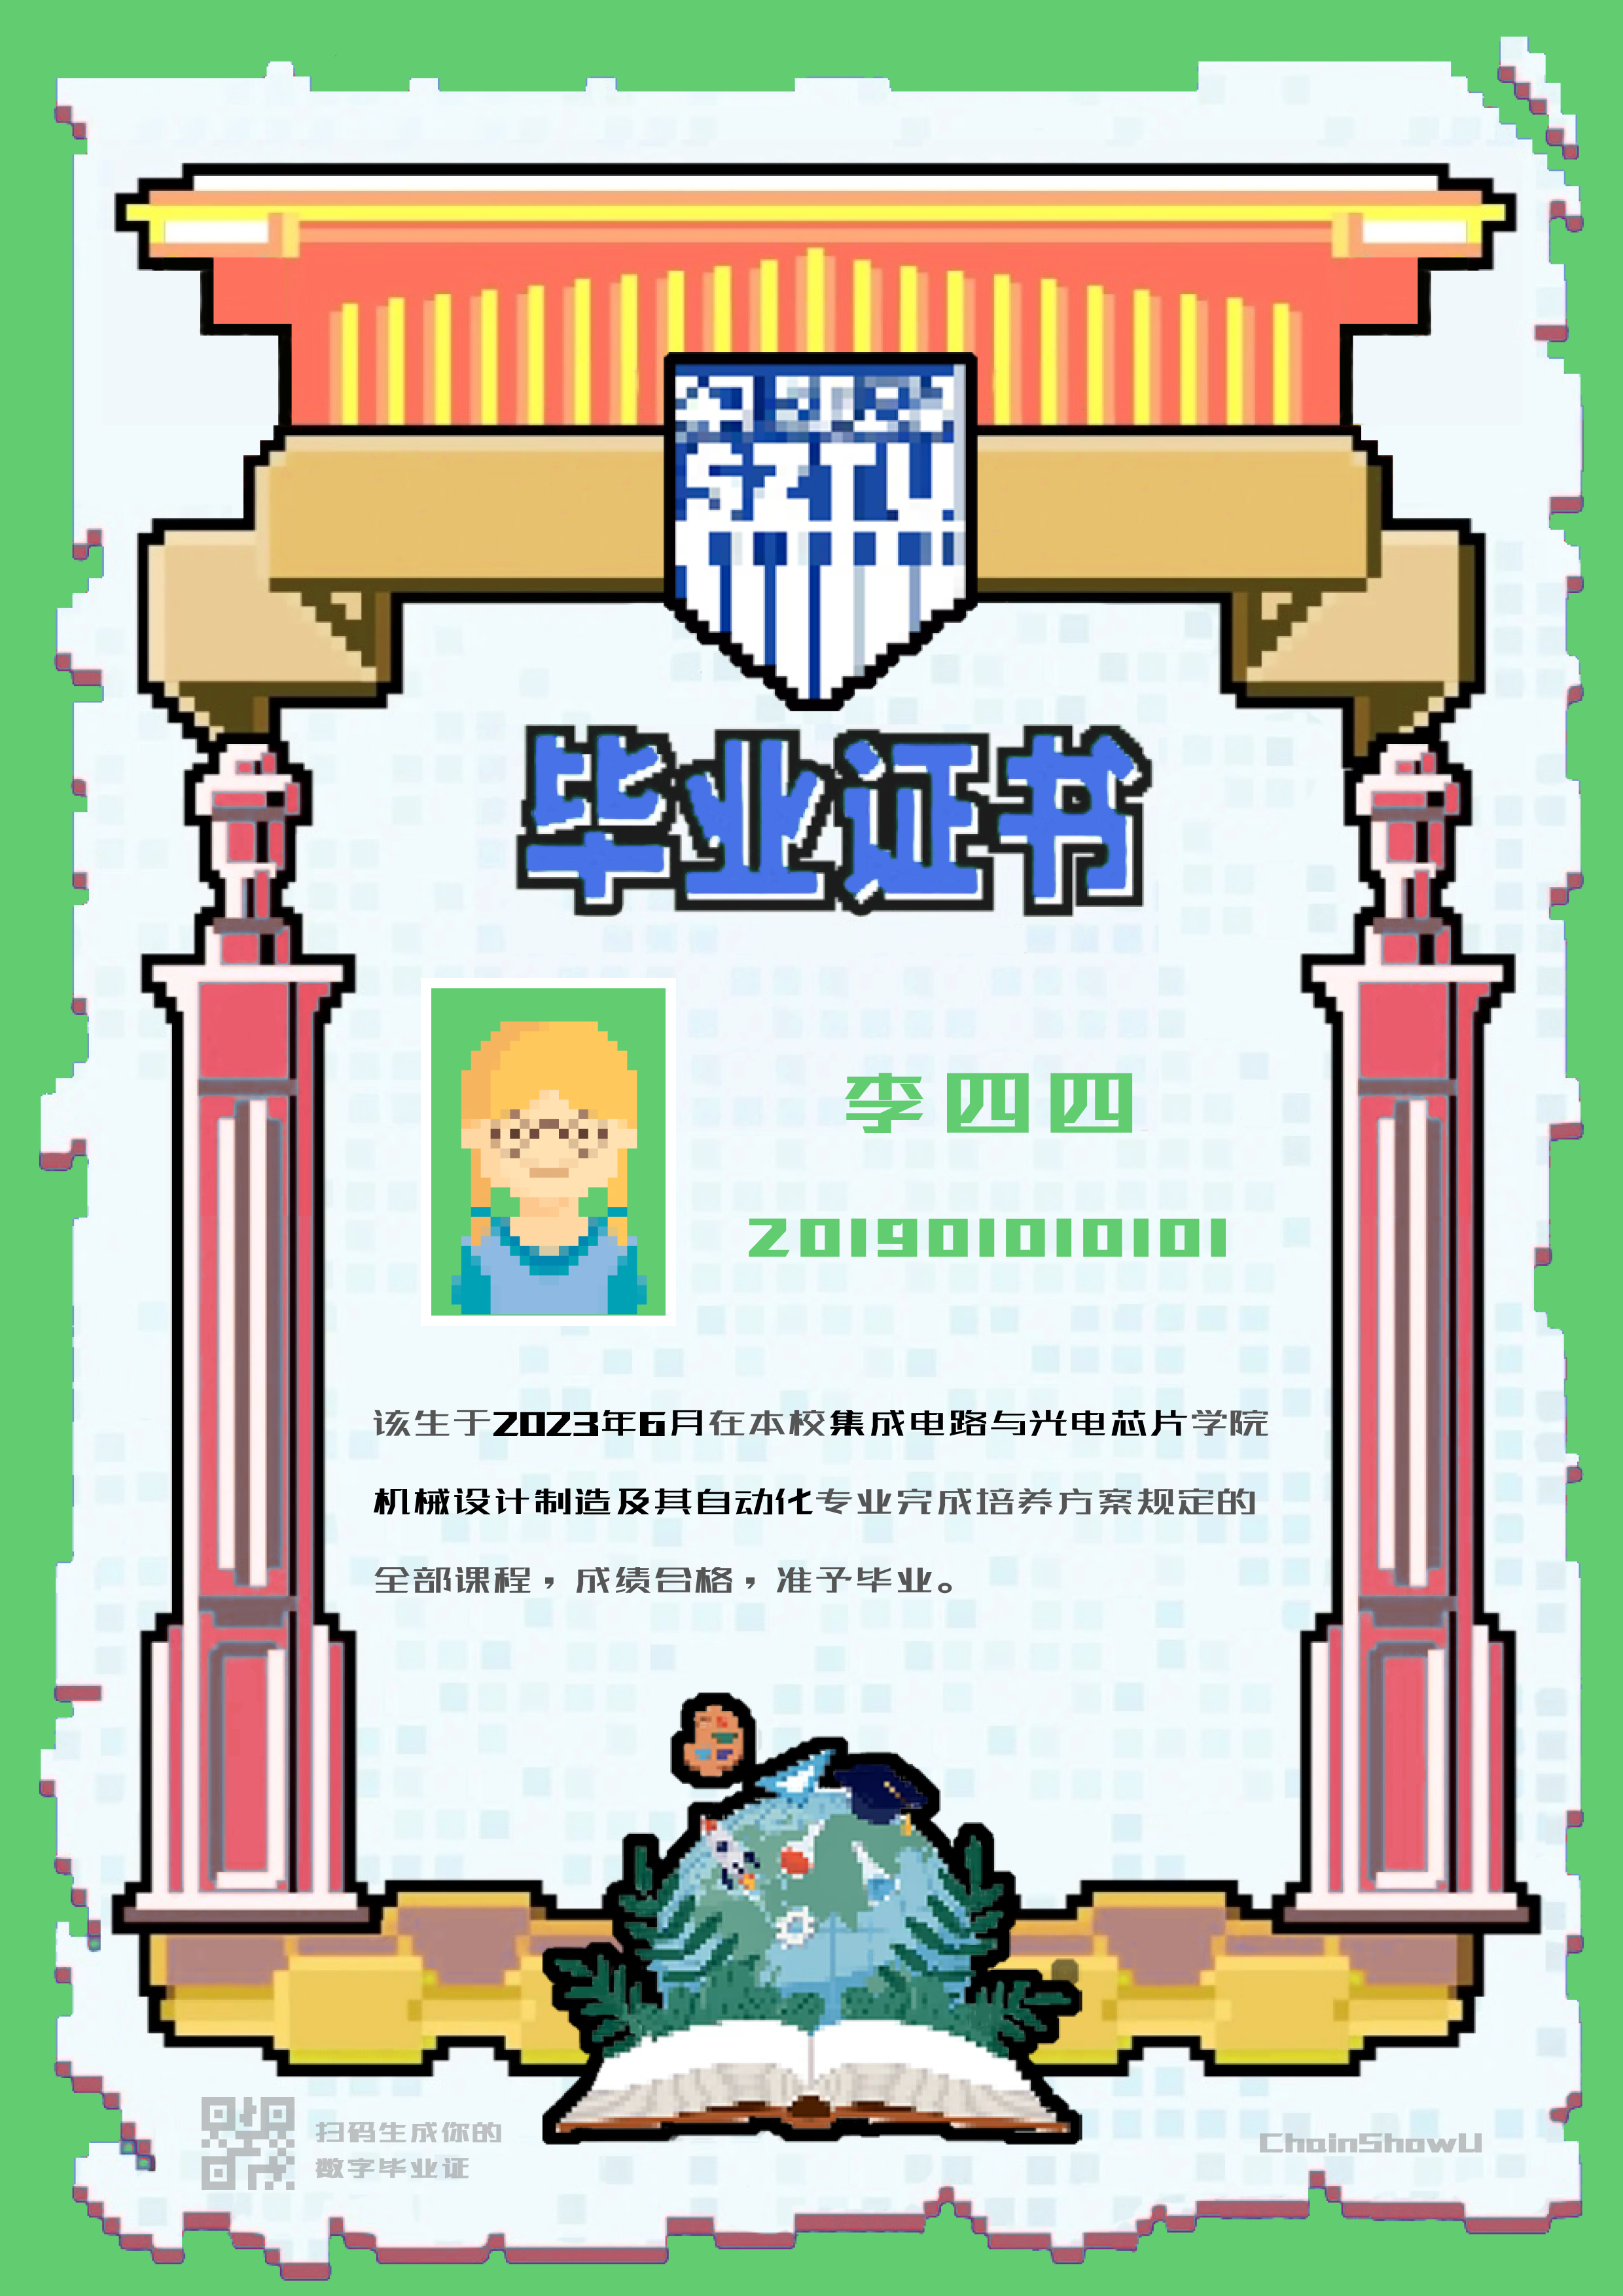 SZTU
毕业证书
李四四
201901010101
该生于2023年6月在本校集成电路与光电芯片学院
机械设计制造及其自动化专业完成培养方案规定的
全部课程，成绩合格，准予毕业。
扫码生成你的
数字毕业证
ChainShowU